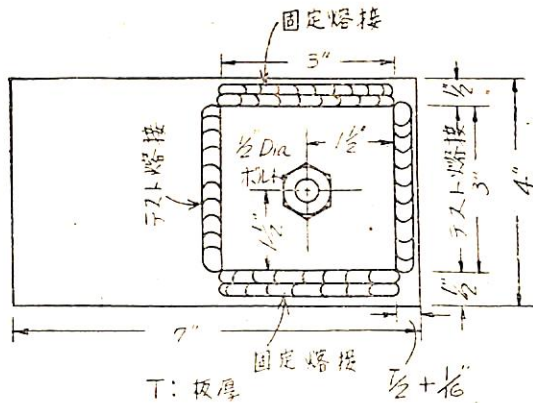 固定熔接
3"
1/2"
1/2" Dia
ボルト
1 1/2"
1 1/2"
テスト熔接
テスト熔接
3"
4"
1/2"
固定熔接
7"
T: 板厚
T/2 + 1/16"